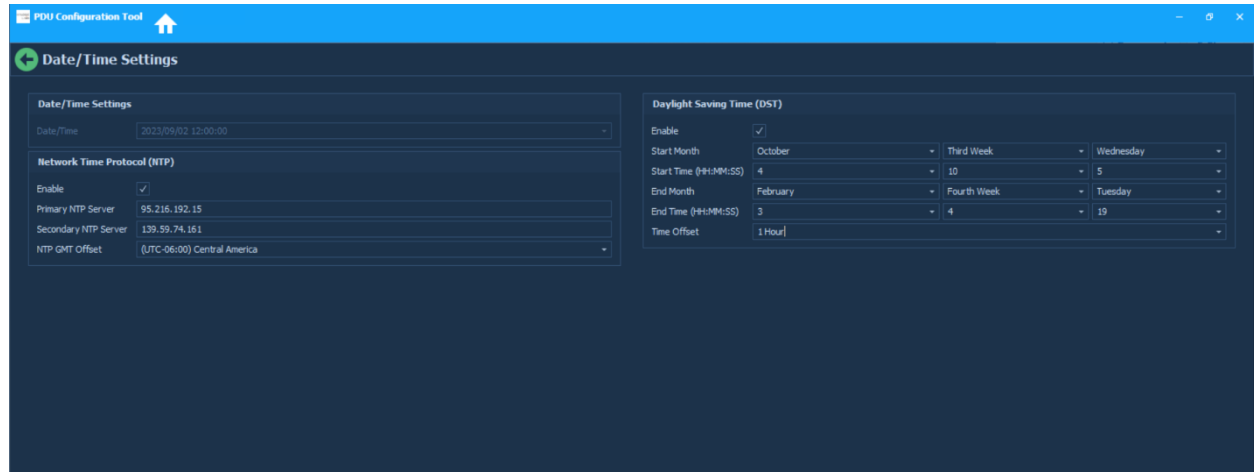 PDU Configuration Tool
Date/Time Settings
Date/Time Settings
Date/Time 2023/09/02 12:00:00
Network Time Protocol (NTP)
Enable
Primary NTP Server 95.216.192.15
Secondary NTP Server 139.59.74.161
NTP GMT Offset (UTC-06:00) Central America
Daylight Saving Time (DST)
Enable
Start Month October Third Week Wednesday
Start Time (HH:MM:SS) 4 10 5
End Month February Fourth Week Tuesday
End Time (HH:MM:SS) 3 4 19
Time Offset 1 Hour